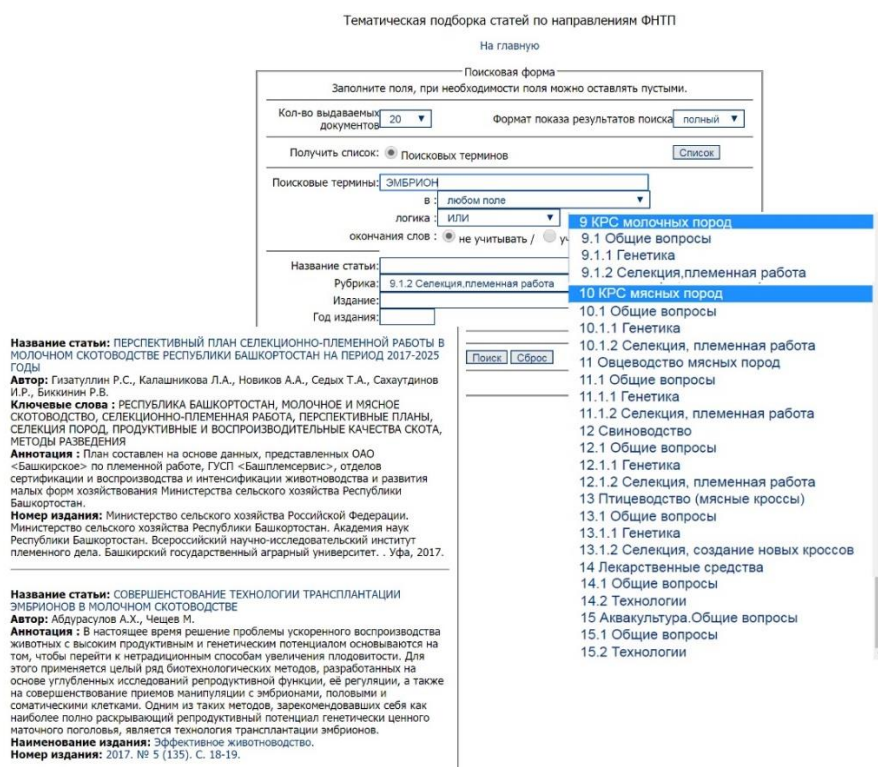 Тематическая подборка статей по направлениям ФНТП
На главную
Поисковая форма
Заполните поля, при необходимости поля можно оставлять пустыми.
Кол-во выдаваемых документов 20 Формат показа результатов поиска полный
Получить список: Поисковых терминов Список
Поисковые термины: ЭМБРИОН
в : любом поле
логика : ИЛИ
окончания слов : не учитывать /
Название статьи:
Рубрика: 9.1.2 Селекция,племенная работа
Издание:
Год издания:
Поиск Сброс
9 КРС молочных пород
9.1 Общие вопросы
9.1.1 Генетика
9.1.2 Селекция,племенная работа
10 КРС мясных пород
10.1 Общие вопросы
10.1.1 Генетика
10.1.2 Селекция, племенная работа
11 Овцеводство мясных пород
11.1 Общие вопросы
11.1.1 Генетика
11.1.2 Селекция, племенная работа
12 Свиноводство
12.1 Общие вопросы
12.1.1 Генетика
12.1.2 Селекция, племенная работа
13 Птицеводство (мясные кроссы)
13.1 Общие вопросы
13.1.1 Генетика
13.1.2 Селекция, создание новых кроссов
14 Лекарственные средства
14.1 Общие вопросы
14.2 Технологии
15 Аквакультура.Общие вопросы
15.1 Общие вопросы
15.2 Технологии
Название статьи: ПЕРСПЕКТИВНЫЙ ПЛАН СЕЛЕКЦИОННО-ПЛЕМЕННОЙ РАБОТЫ В
МОЛОЧНОМ СКОТОВОДСТВЕ РЕСПУБЛИКИ БАШКОРТОСТАН НА ПЕРИОД 2017-2025
ГОДЫ
Автор: Гизатуллин Р.С., Калашникова Л.А., Новиков А.А., Седых Т.А., Сахаутдинов
И.Р., Биккинин Р.В.
Ключевые слова : РЕСПУБЛИКА БАШКОРТОСТАН, МОЛОЧНОЕ И МЯСНОЕ
СКОТОВОДСТВО, СЕЛЕКЦИОННО-ПЛЕМЕННАЯ РАБОТА, ПЕРСПЕКТИВНЫЕ ПЛАНЫ,
СЕЛЕКЦИЯ ПОРОД, ПРОДУКТИВНЫЕ И ВОСПРОИЗВОДИТЕЛЬНЫЕ КАЧЕСТВА СКОТА,
МЕТОДЫ РАЗВЕДЕНИЯ
Аннотация : План составлен на основе данных, представленных ОАО
<Башкирское> по племенной работе, ГУСП <Башплемсервис>, отделов
сертификации и воспроизводства и интенсификации животноводства и развития
малых форм хозяйствования Министерства сельского хозяйства Республики
Башкортостан.
Номер издания: Министерство сельского хозяйства Российской Федерации.
Министерство сельского хозяйства Республики Башкортостан. Академия наук
Республики Башкортостан. Всероссийский научно-исследовательский институт
племенного дела. Башкирский государственный аграрный университет. . Уфа, 2017.
Название статьи: СОВЕРШЕНСТОВАНИЕ ТЕХНОЛОГИИ ТРАНСПЛАНТАЦИИ
ЭМБРИОНОВ В МОЛОЧНОМ СКОТОВОДСТВЕ
Автор: Абдурасулов А.Х., Чещев М.
Аннотация : В настоящее время решение проблемы ускоренного воспроизводства
животных с высоким продуктивным и генетическим потенциалом основываются на
том, чтобы перейти к нетрадиционным способам увеличения плодовитости. Для
этого применяется целый ряд биотехнологических методов, разработанных на
основе углубленных исследований репродуктивной функции, её регуляции, а также
на совершенствование приемов манипуляции с эмбрионами, половыми и
соматическими клетками. Одним из таких методов, зарекомендовавших себя как
наиболее полно раскрывающий репродуктивный потенциал генетически ценного
маточного поголовья, является технология трансплантации эмбрионов.
Наименование издания: Эффективное животноводство.
Номер издания: 2017. № 5 (135). С. 18-19.